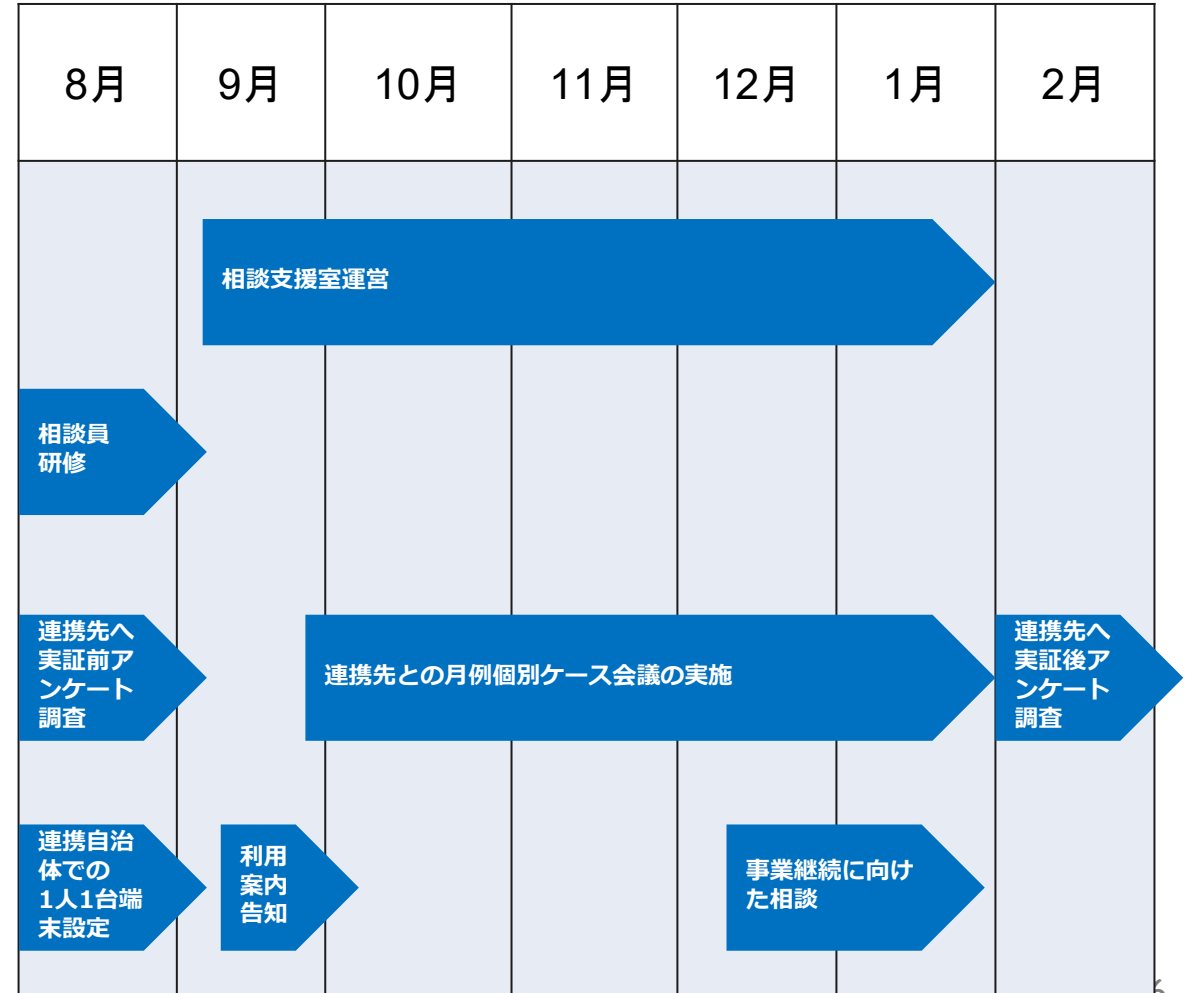 8月
9月
10月
11月
12月
1月
2月
相談支援室運営
相談員
研修
連携先へ
実証前ア
ンケート
調査
連携先との月例個別ケース会議の実施
連携先へ
実証後ア
ンケート
調査
連携自治
体での
1人1台端
末設定
利用
案内
告知
事業継続に向け
た相談